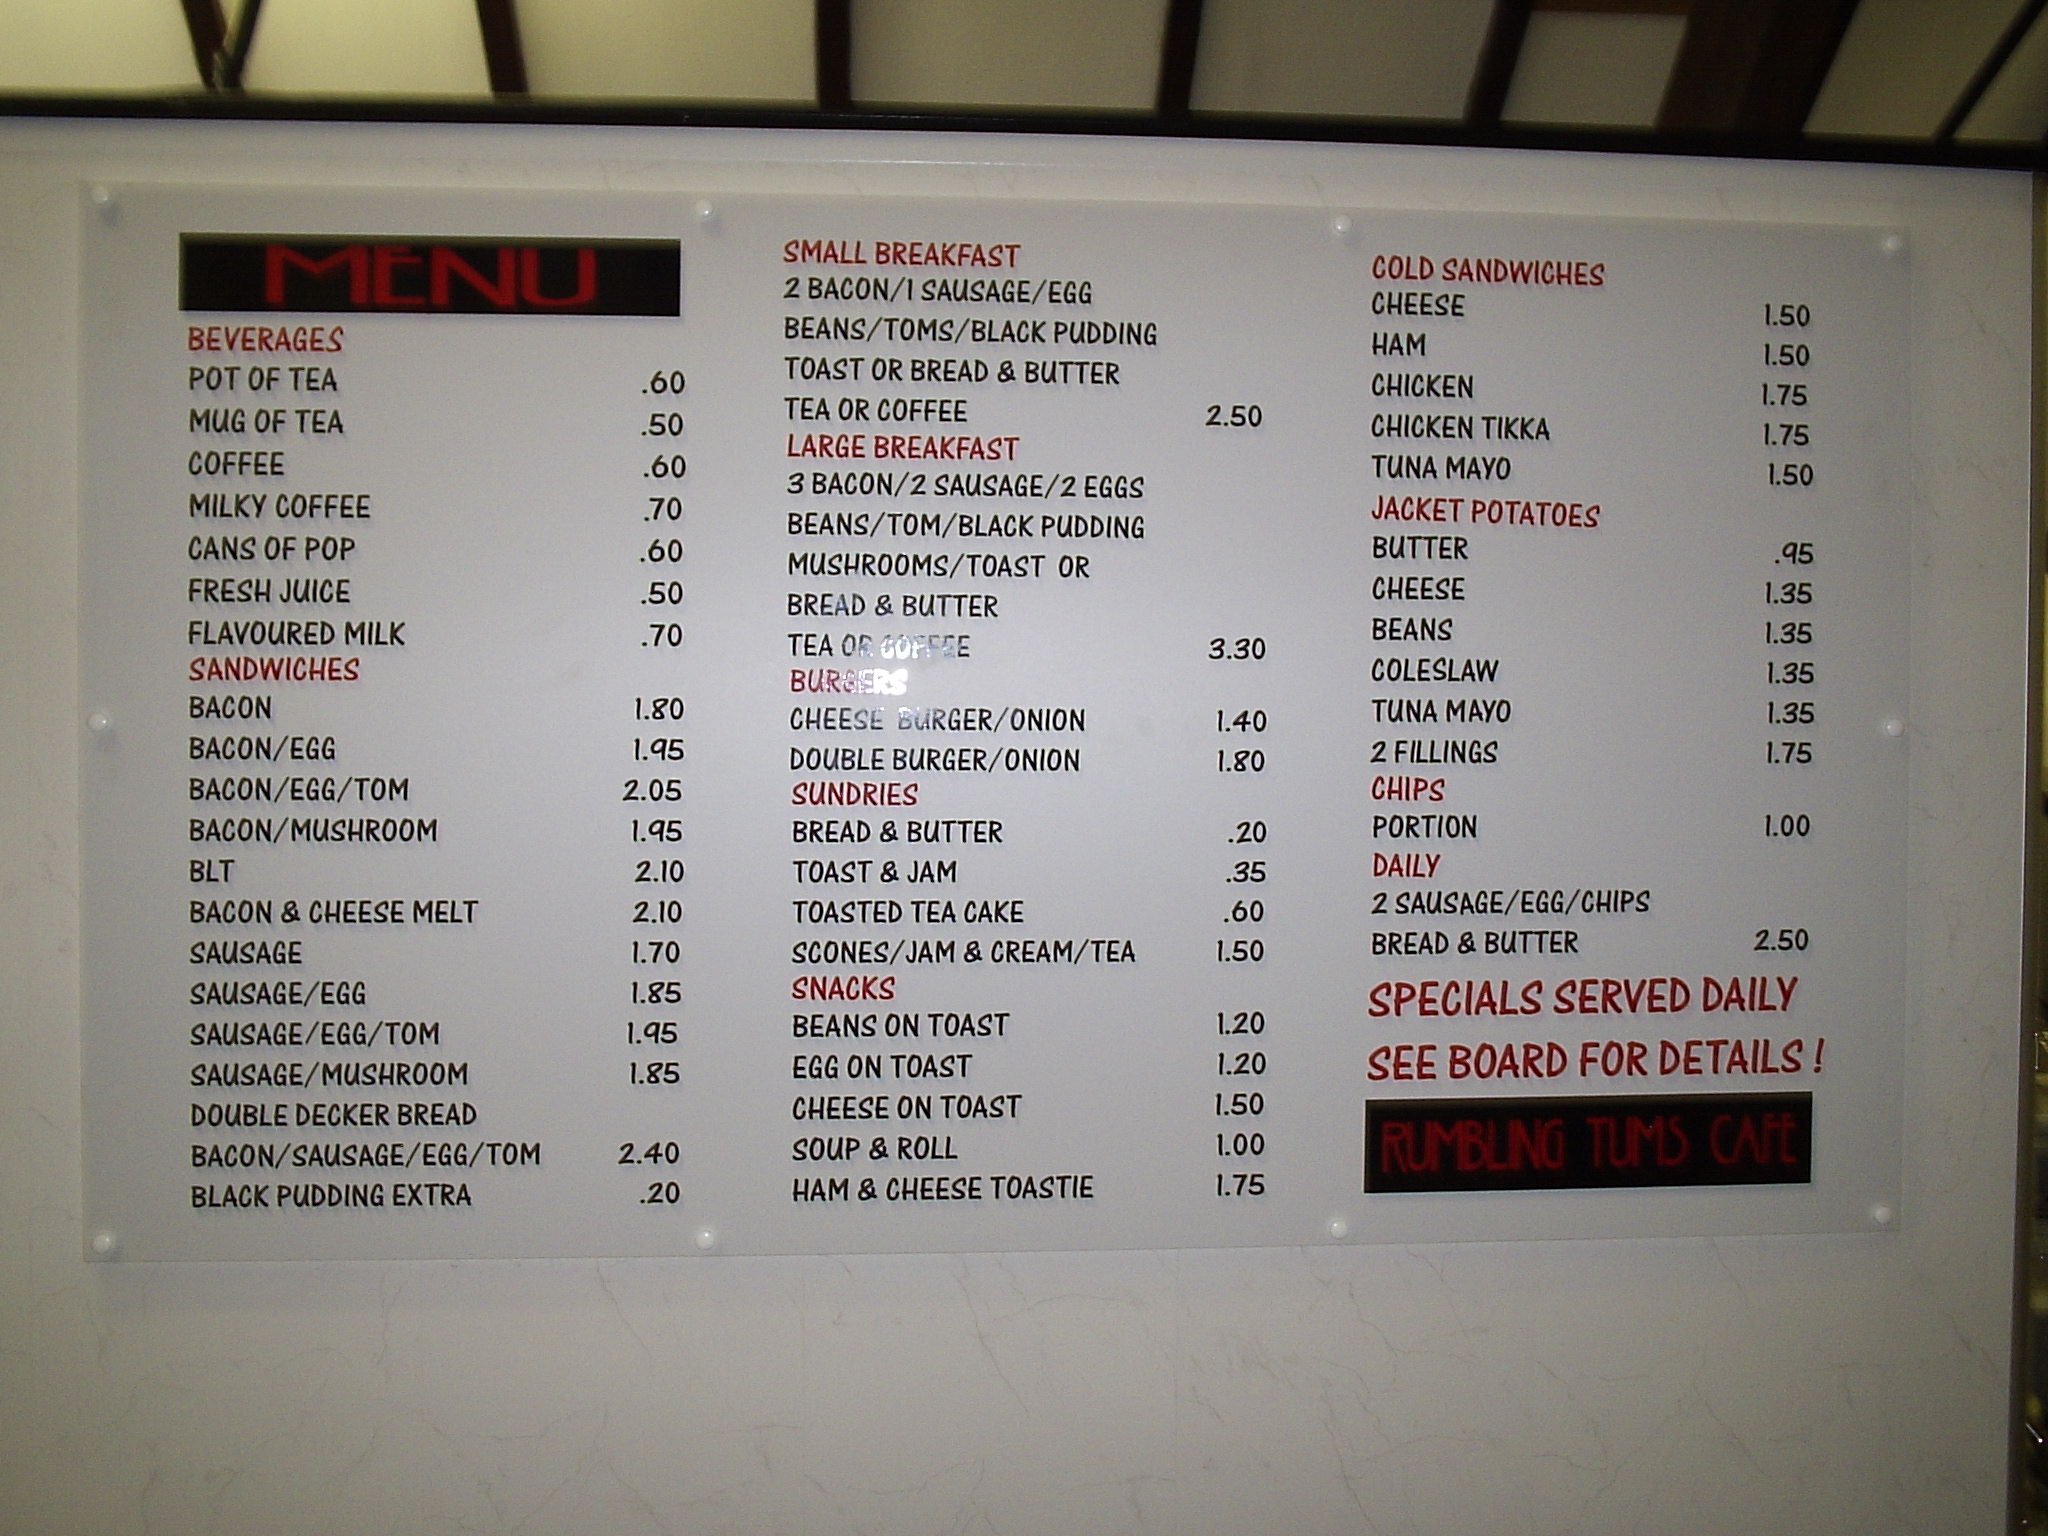 MENU
BEVERAGES
POT OF TEA .60
MUG OF TEA .50
COFFEE .60
MILKY COFFEE .70
CANS OF POP .60
FRESH JUICE .50
FLAVOURED MILK .70
SANDWICHES
BACON 1.80
BACON/EGG 1.95
BACON/EGG/TOM 2.05
BACON/MUSHROOM 1.95
BLT 2.10
BACON & CHEESE MELT 2.10
SAUSAGE 1.70
SAUSAGE/EGG 1.85
SAUSAGE/EGG/TOM 1.95
SAUSAGE/MUSHROOM 1.85
DOUBLE DECKER BREAD
BACON/SAUSAGE/EGG/TOM 2.40
BLACK PUDDING EXTRA .20
SMALL BREAKFAST
2 BACON/1 SAUSAGE/EGG
BEANS/TOMS/BLACK PUDDING
TOAST OR BREAD & BUTTER
TEA OR COFFEE 2.50
LARGE BREAKFAST
3 BACON/2 SAUSAGE/2 EGGS
BEANS/TOM/BLACK PUDDING
MUSHROOMS/TOAST OR
BREAD & BUTTER
TEA OR COFFEE 3.30
BURGERS
CHEESE BURGER/ONION 1.40
DOUBLE BURGER/ONION 1.80
SUNDRIES
BREAD & BUTTER .20
TOAST & JAM .35
TOASTED TEA CAKE .60
SCONES/JAM & CREAM/TEA 1.50
SNACKS
BEANS ON TOAST 1.20
EGG ON TOAST 1.20
CHEESE ON TOAST 1.50
SOUP & ROLL 1.00
HAM & CHEESE TOASTIE 1.75
COLD SANDWICHES
CHEESE 1.50
HAM 1.50
CHICKEN 1.75
CHICKEN TIKKA 1.75
TUNA MAYO 1.50
JACKET POTATOES
BUTTER .95
CHEESE 1.35
BEANS 1.35
COLESLAW 1.35
TUNA MAYO 1.35
2 FILLINGS 1.75
CHIPS
PORTION 1.00
DAILY
2 SAUSAGE/EGG/CHIPS
BREAD & BUTTER 2.50
SPECIALS SERVED DAILY
SEE BOARD FOR DETAILS !
RUMBLING TUMS CAFE